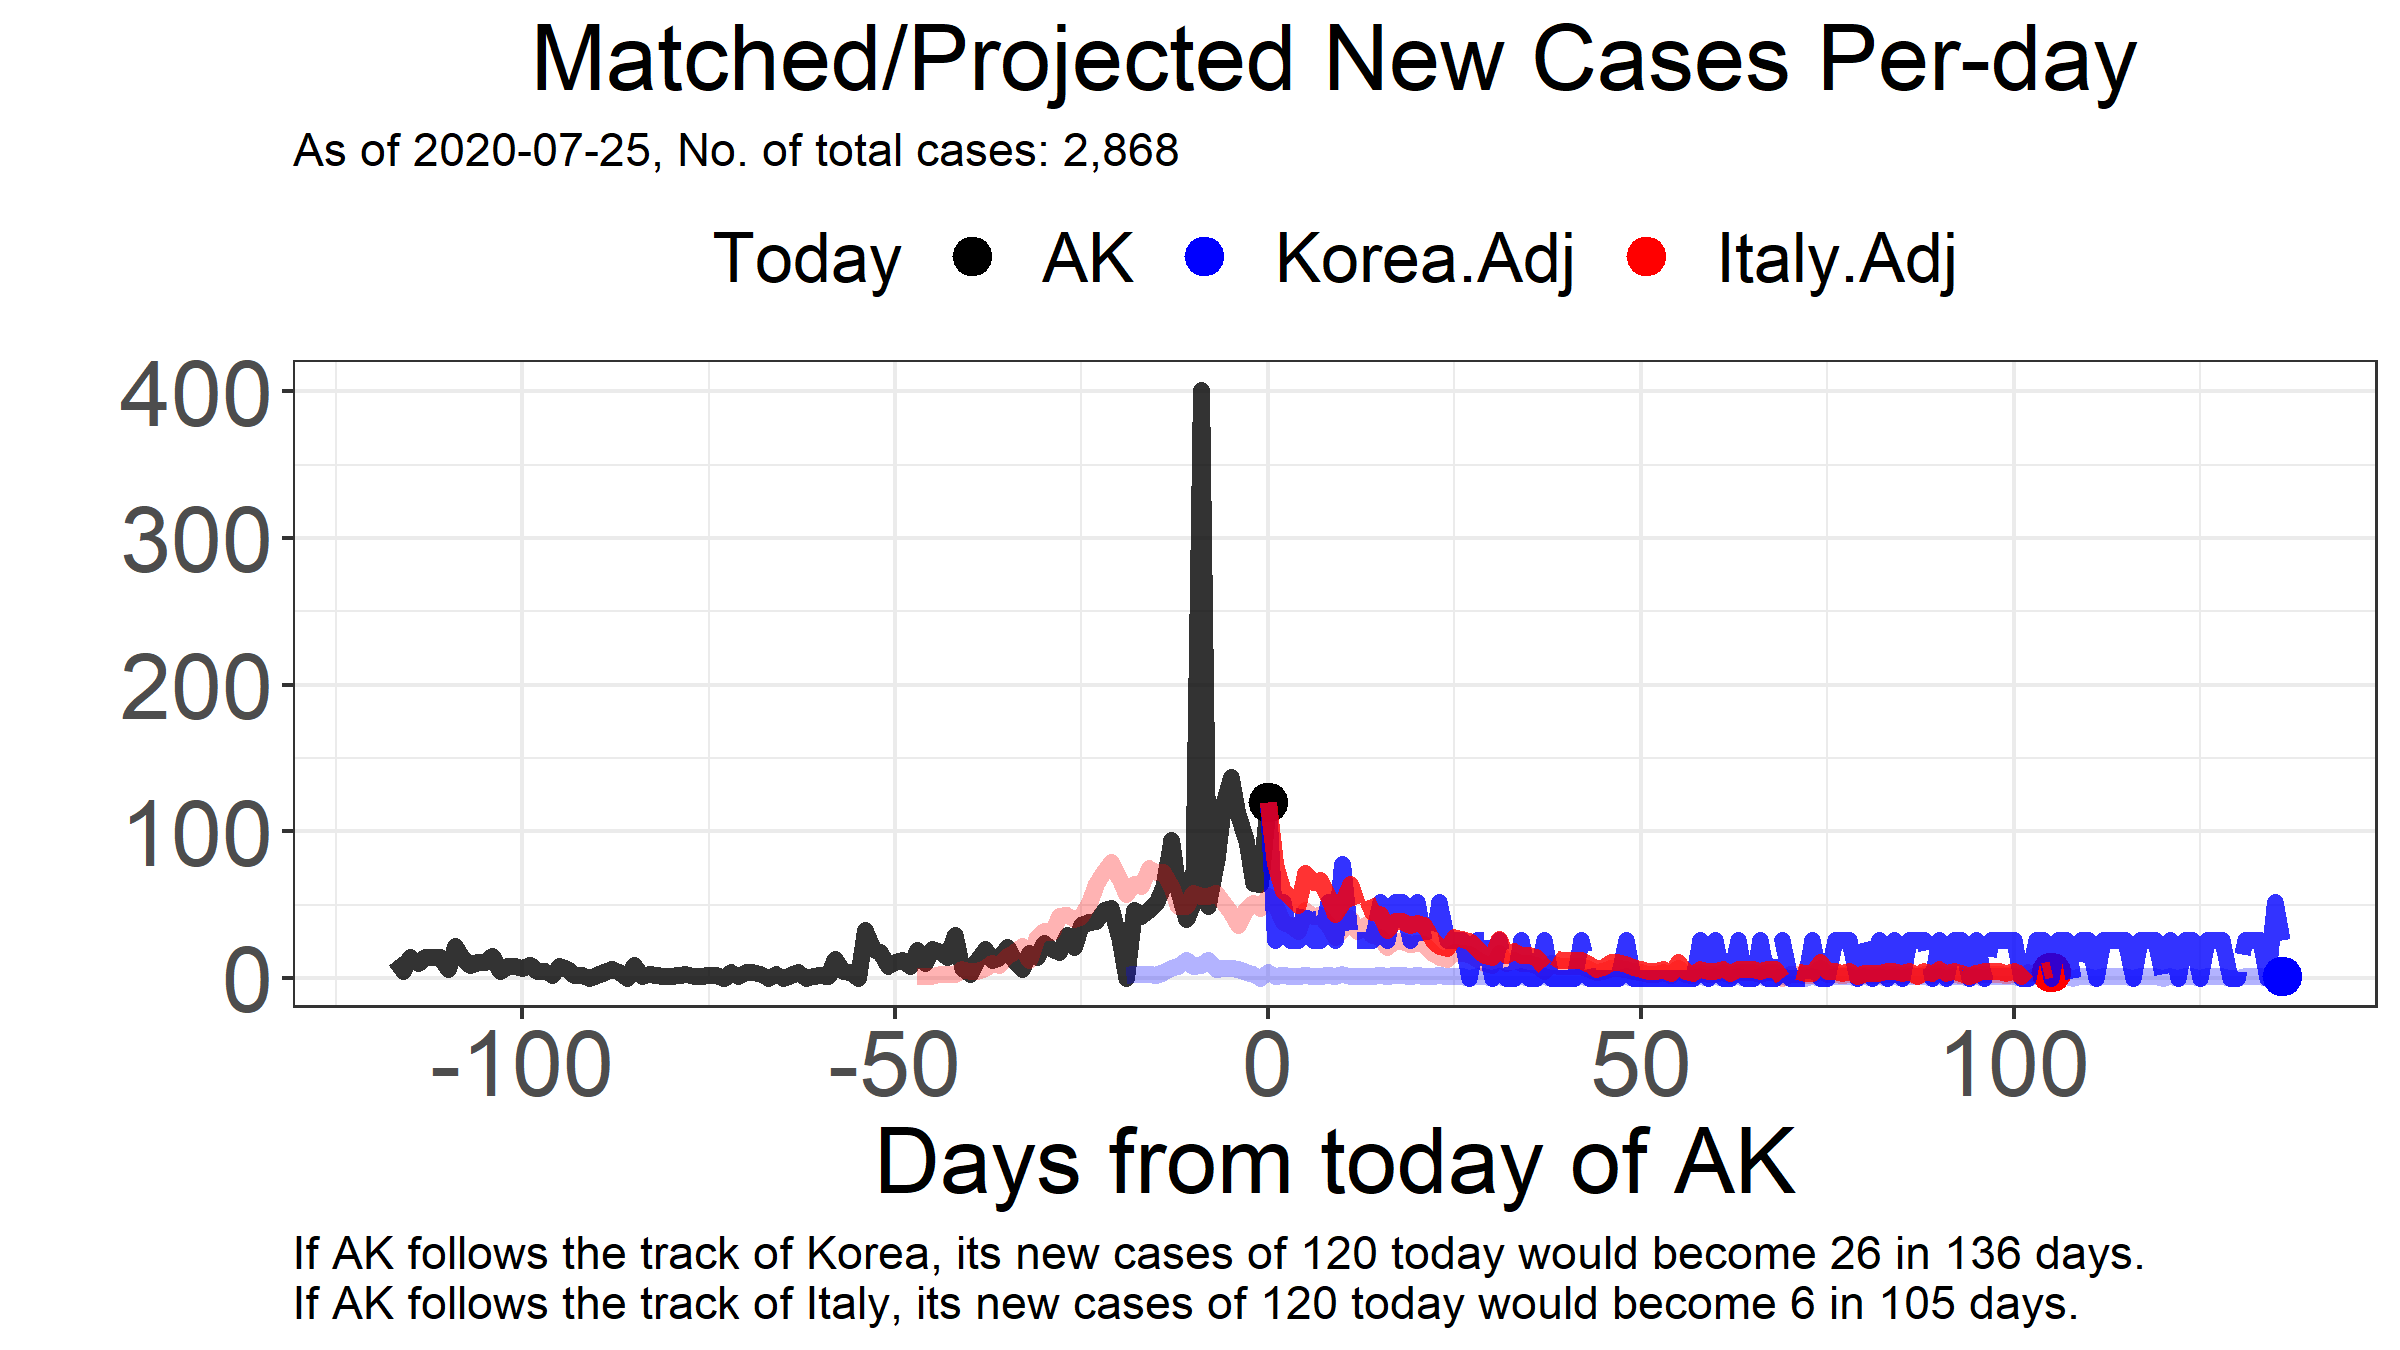 Matched/Projected New Cases Per-day
As of 2020-07-25, No. of total cases: 2,868
Today AK Korea.Adj Italy.Adj
400
300
200
100
0
-100 -50 0 50 100
Days from today of AK
If AK follows the track of Korea, its new cases of 120 today would become 26 in 136 days.
If AK follows the track of Italy, its new cases of 120 today would become 6 in 105 days.